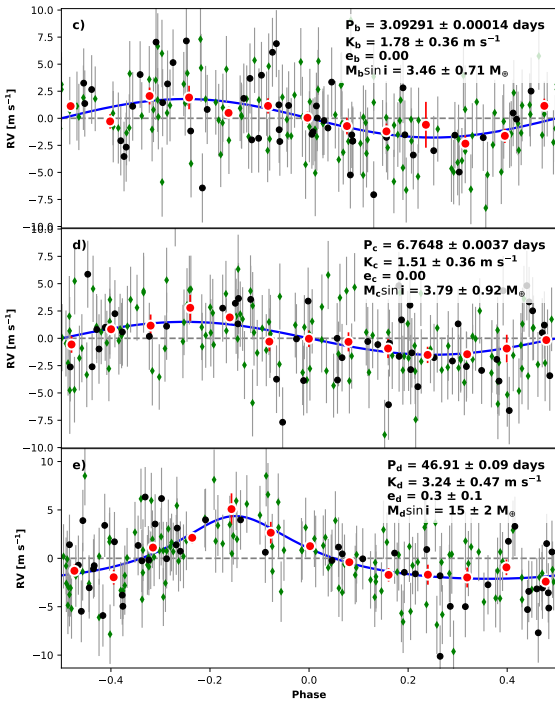 10.0
7.5
5.0
2.5
0.0
−2.5
−5.0
−7.5
−10.0
RV [m s⁻¹]
c)
P_b = 3.09291 ± 0.00014 days
K_b = 1.78 ± 0.36 m s⁻¹
e_b = 0.00
M_b sin i = 3.46 ± 0.71 M⊕
10.0
7.5
5.0
2.5
0.0
−2.5
−5.0
−7.5
−10.0
RV [m s⁻¹]
d)
P_c = 6.7648 ± 0.0037 days
K_c = 1.51 ± 0.36 m s⁻¹
e_c = 0.00
M_c sin i = 3.79 ± 0.92 M⊕
10
5
0
−5
−10
RV [m s⁻¹]
e)
P_d = 46.91 ± 0.09 days
K_d = 3.24 ± 0.47 m s⁻¹
e_d = 0.3 ± 0.1
M_d sin i = 15 ± 2 M⊕
−0.4 −0.2 0.0 0.2 0.4
Phase